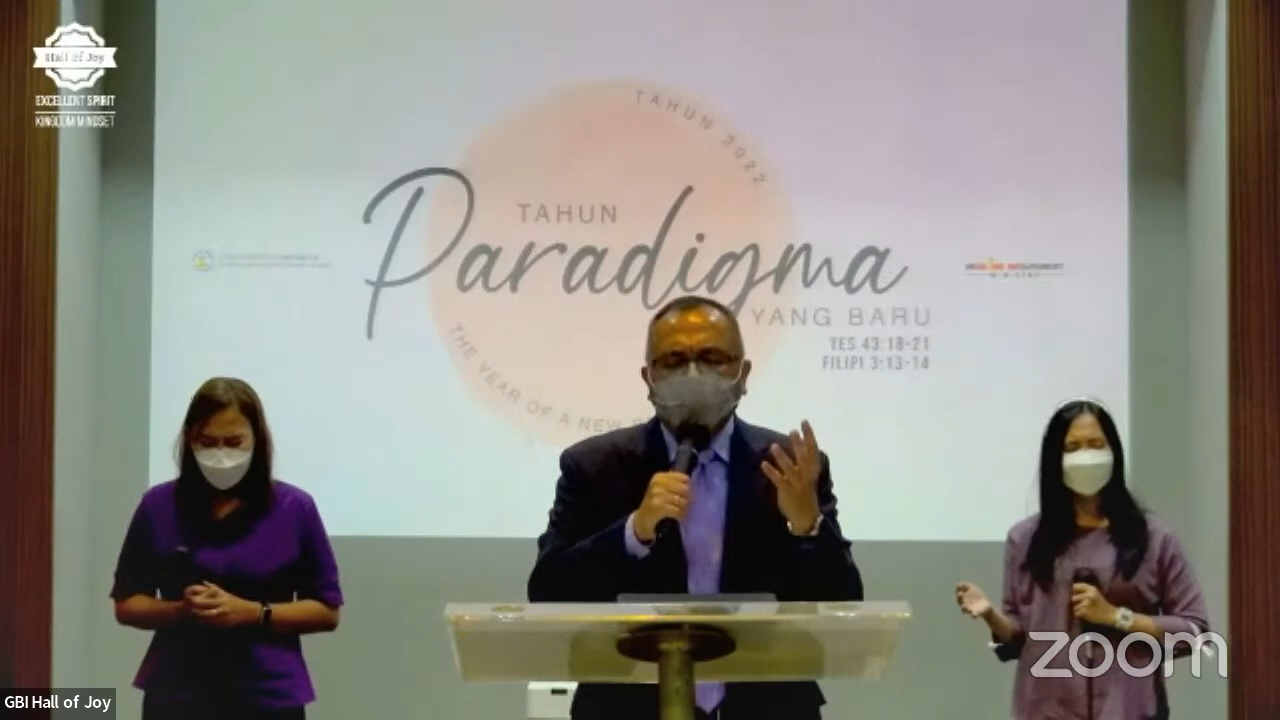 Hall of Joy
EXCELLENT SPIRIT
KINGDOM MINDSET
TAHUN 2022
TAHUN
Paradigma
YANG BARU
YES 43:18-21
FILIPI 3:13-14
THE YEAR OF A NEW
zoom
GBI Hall of Joy